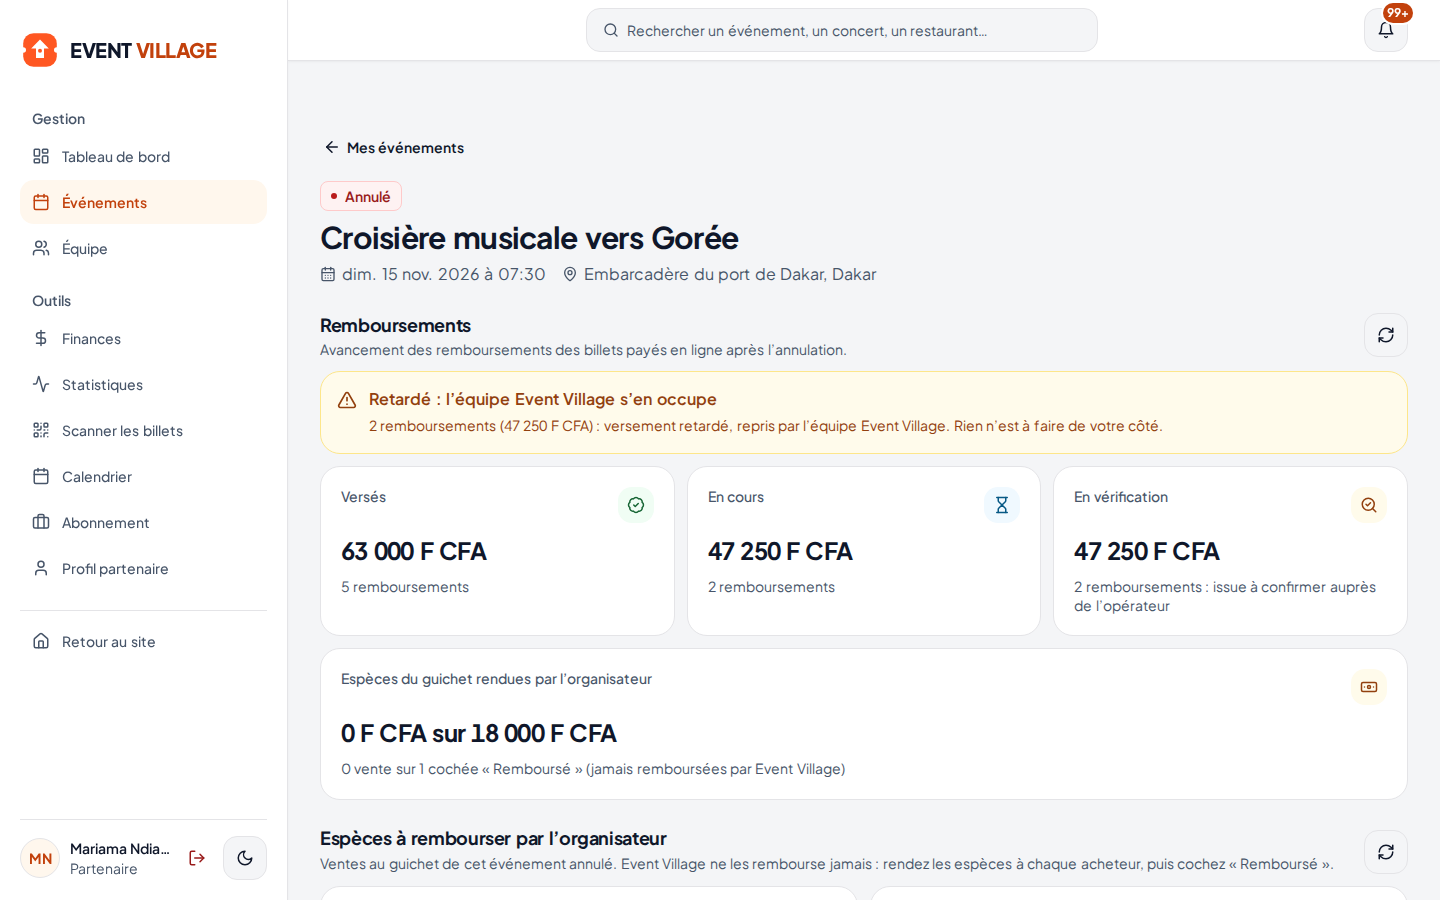 EVENT VILLAGE
Rechercher un événement, un concert, un restaurant...
99+
Gestion
Tableau de bord
Événements
Équipe
Outils
Finances
Statistiques
Scanner les billets
Calendrier
Abonnement
Profil partenaire
Retour au site
MN
Mariama Ndia...
Partenaire
Mes événements
Annulé
Croisière musicale vers Gorée
dim. 15 nov. 2026 à 07:30 Embarcadère du port de Dakar, Dakar
Remboursements
Avancement des remboursements des billets payés en ligne après l’annulation.
Retardé : l’équipe Event Village s’en occupe
2 remboursements (47 250 F CFA) : versement retardé, repris par l’équipe Event Village. Rien n’est à faire de votre côté.
Versés
63 000 F CFA
5 remboursements
En cours
47 250 F CFA
2 remboursements
En vérification
47 250 F CFA
2 remboursements : issue à confirmer auprès
de l’opérateur
Espèces du guichet rendues par l’organisateur
0 F CFA sur 18 000 F CFA
0 vente sur 1 cochée « Remboursé » (jamais remboursées par Event Village)
Espèces à rembourser par l’organisateur
Ventes au guichet de cet événement annulé. Event Village ne les rembourse jamais : rendez les espèces à chaque acheteur, puis cochez « Remboursé ».